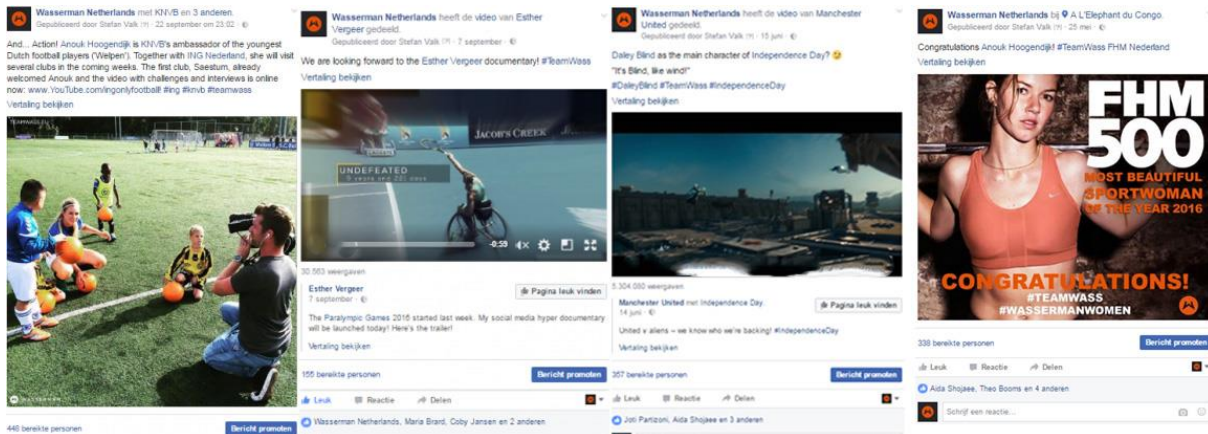 Wasserman Netherlands met KNVB en 3 anderen.
Gepubliceerd door Stefan Valk [?] · 22 september om 23:02 ·
And... Action! Anouk Hoogendijk is KNVB's ambassador of the youngest
Dutch football players ('Welpen'). Together with ING Nederland, she will visit
several clubs in the coming weeks. The first club, Saestum, already
welcomed Anouk and the video with challenges and interviews is online
now: www.YouTube.com/ingonlyfootball! #ing #knvb #teamwass
Vertaling bekijken
TEAMWASS.EU
WASSERMAN
448 bereikte personen
Bericht promoten
Wasserman Netherlands heeft de video van Esther
Vergeer gedeeld.
Gepubliceerd door Stefan Valk [?] · 7 september ·
We are looking forward to the Esther Vergeer documentary! #TeamWass
Vertaling bekijken
JACOB'S CREEK
UNDEFEATED
-0:59
30.563 weergaven
Esther Vergeer
7 september ·
Pagina leuk vinden
The Paralympic Games 2016 started last week. My social media hyper documentary
will be launched today! Here's the trailer!
Vertaling bekijken
155 bereikte personen
Bericht promoten
Leuk Reactie Delen
Wasserman Netherlands, Maria Brard, Coby Jansen en 2 anderen
Wasserman Netherlands heeft de video van Manchester
United gedeeld.
Gepubliceerd door Stefan Valk [?] · 15 juni ·
Daley Blind as the main character of Independence Day?
"It's Blind, like wind!"
#DaleyBlind #TeamWass #IndependenceDay
Vertaling bekijken
5.304.080 weergaven
Manchester United met Independence Day.
14 juni ·
Pagina leuk vinden
United v aliens – we know who we're backing! #IndependenceDay
Vertaling bekijken
357 bereikte personen
Bericht promoten
Leuk Reactie Delen
Joti Partizoni, Aida Shojaee en 3 anderen
Wasserman Netherlands bij A L'Elephant du Congo.
Gepubliceerd door Stefan Valk [?] · 25 mei ·
Congratulations Anouk Hoogendijk! #TeamWass FHM Nederland
Vertaling bekijken
FHM
500
MOST BEAUTIFUL
SPORTWOMAN
OF THE YEAR 2016
CONGRATULATIONS!
#TEAMWASS
#WASSERMANWOMEN
338 bereikte personen
Bericht promoten
Leuk Reactie Delen
Aida Shojaee, Theo Booms en 4 anderen
Schrijf een reactie...